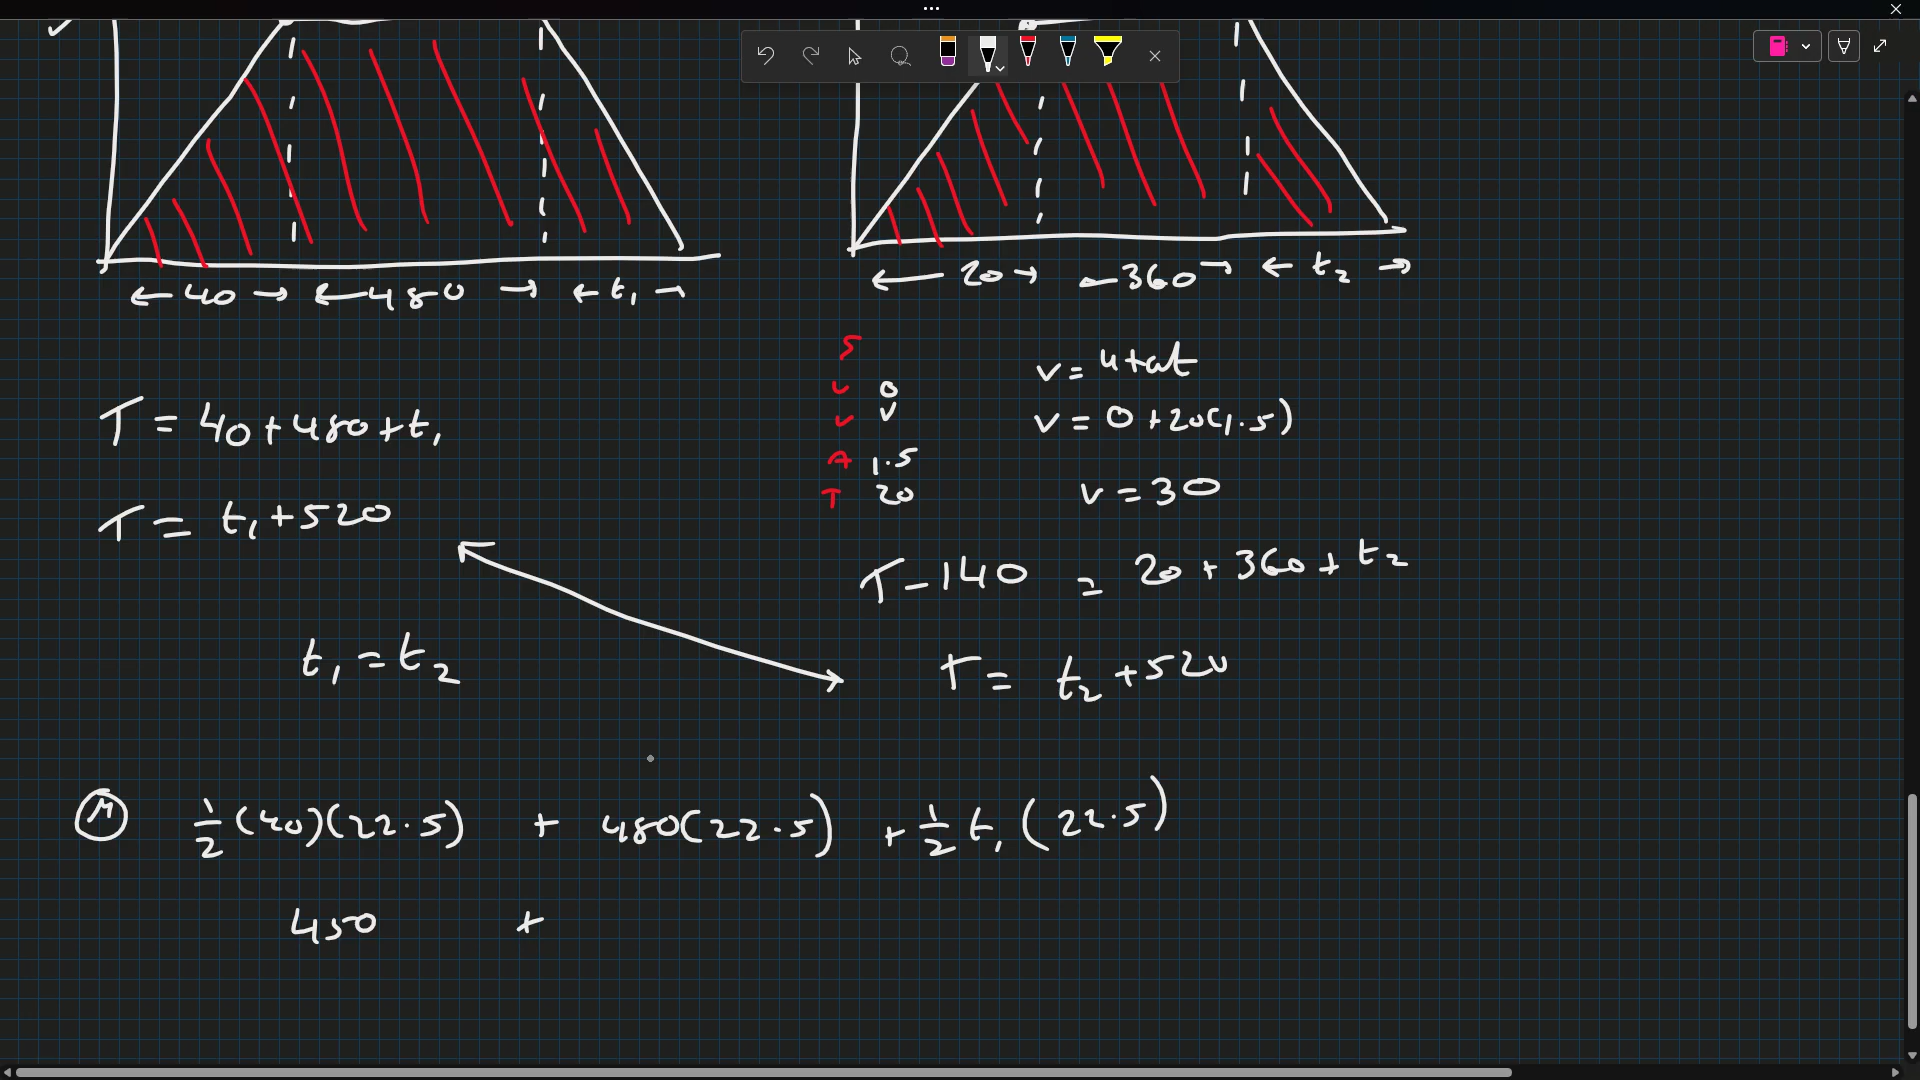 ← 40 → ← 480 → ← t₁ →
← 20 → ← 360 → ← t₂ →
S
U 0
V V
A 1.5
T 20
v = u+at
v = 0 + 20(1.5)
v = 30
T = 40+480+t₁
T = t₁+520
T - 140 = 20 + 360 + t₂
t₁ = t₂
T = t₂ + 520
M ½(40)(22.5) + 480(22.5) + ½ t₁ (22.5)
450 +